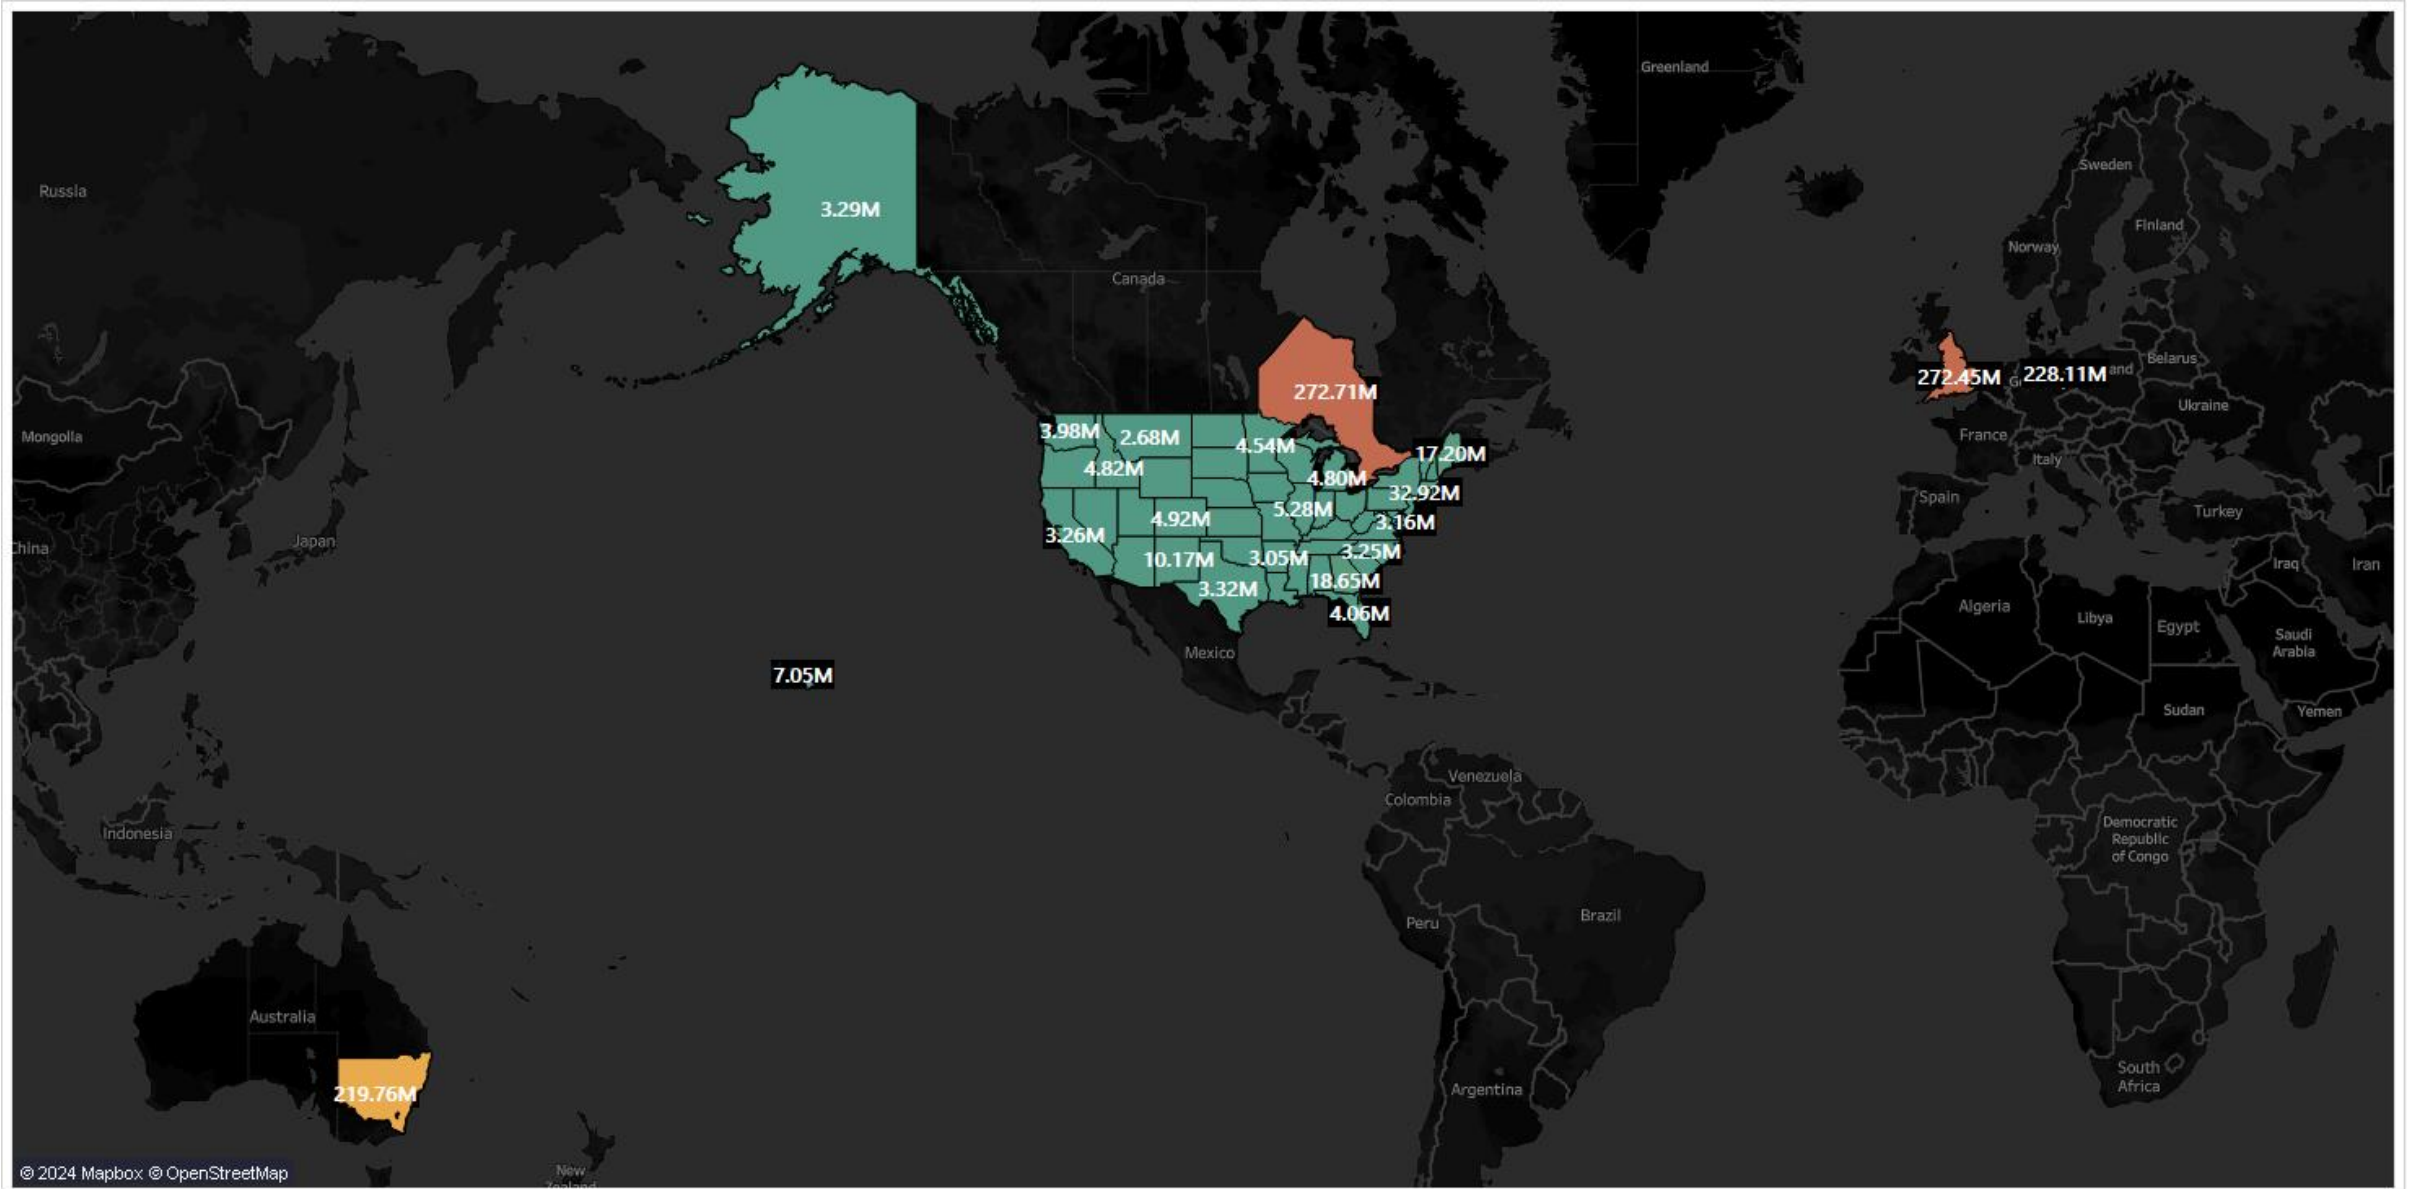 Greenland
Sweden
Russia
3.29M
Finland
Norway
Canada
Belarus
272.45M
228.11M
and
272.71M
Ukraine
Mongolia
3.98M
2.68M
4.54M
17.20M
France
Italy
4.82M
4.80M
32.92M
Spain
5.28M
4.92M
3.16M
Turkey
3.26M
Japan
China
10.17M
3.05M
3.25M
Iraq
Iran
3.32M
18.65M
4.06M
Algeria
Libya
Egypt
Saudi
Arabia
Mexico
7.05M
Sudan
Yemen
Venezuela
Colombia
Indonesia
Democratic
Republic
of Congo
Peru
Brazil
Australia
219.76M
South
Africa
Argentina
New
Zealand
© 2024 Mapbox © OpenStreetMap